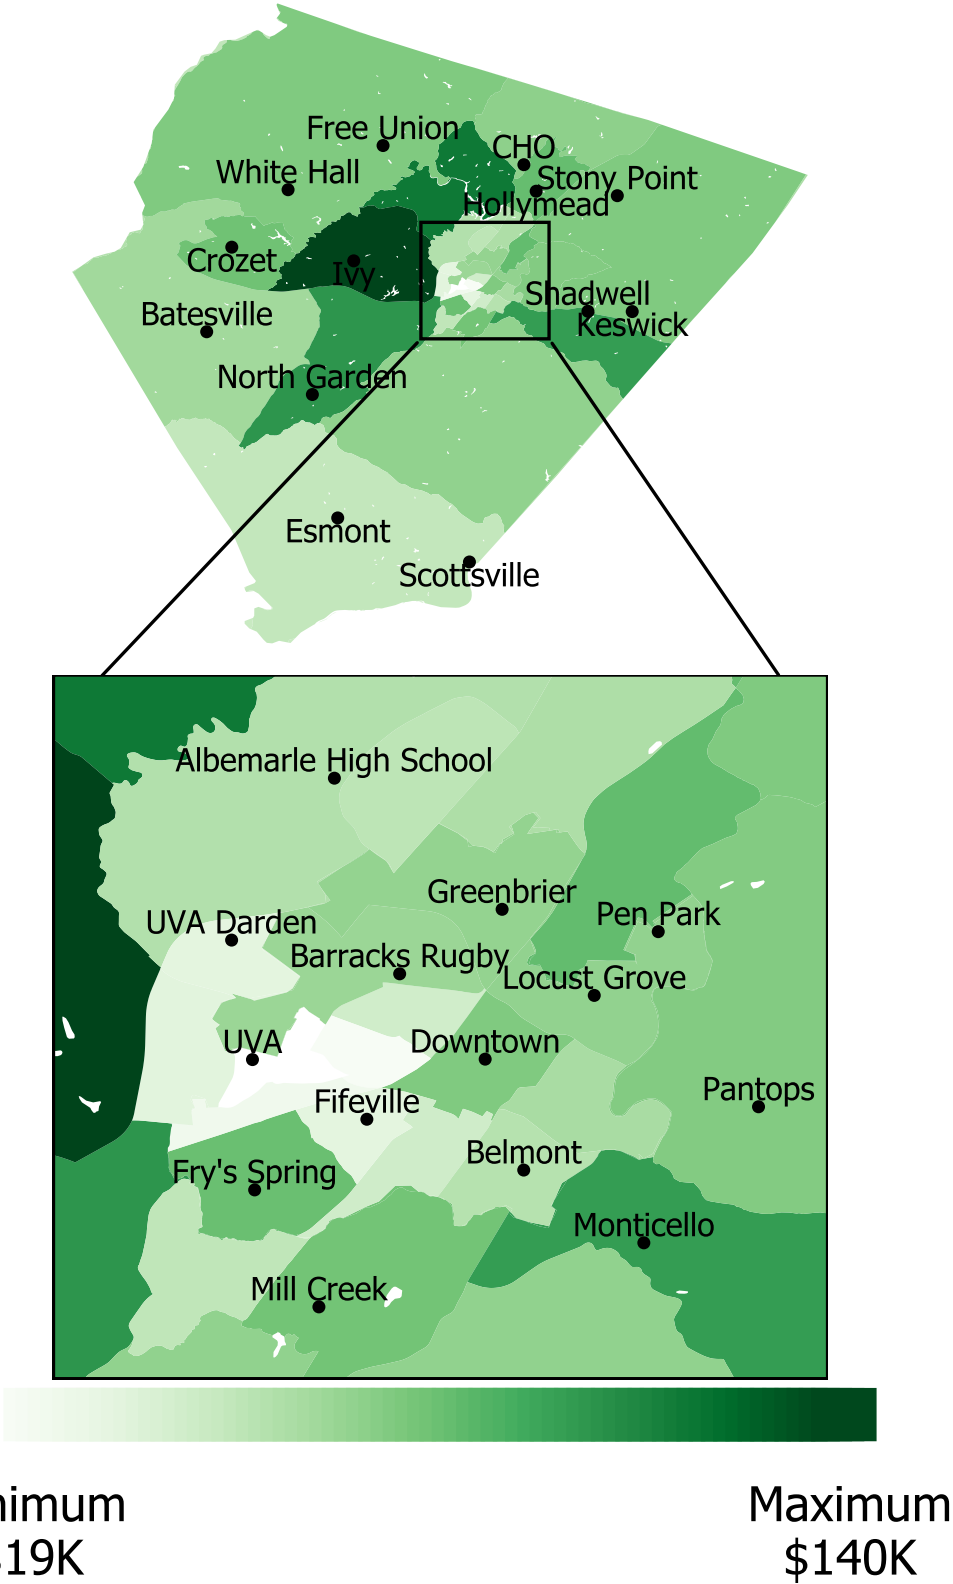 Free Union
CHO
White Hall
Stony Point
Hollymead
Crozet
Ivy
Shadwell
Batesville
Keswick
North Garden
Esmont
Scottsville
Albemarle High School
Greenbrier
Pen Park
UVA Darden
Barracks Rugby
Locust Grove
UVA
Downtown
Pantops
Fifeville
Belmont
Fry's Spring
Monticello
Mill Creek
nimum
Maximum
19K
$140K